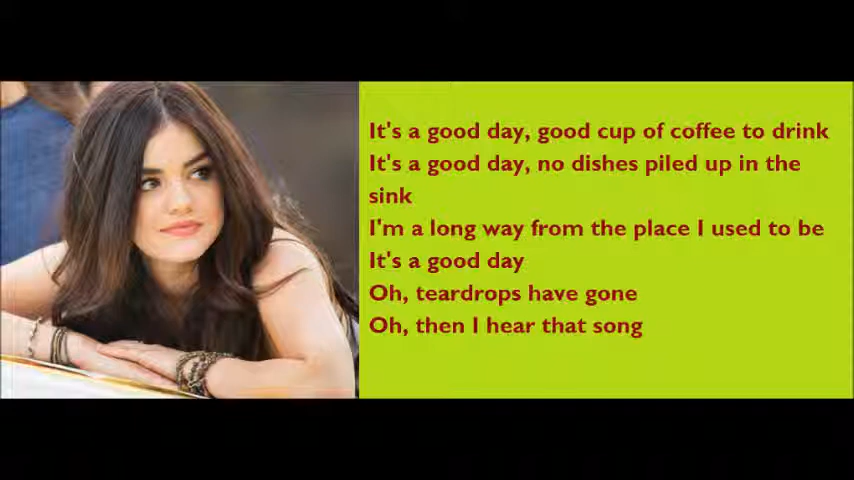 It's a good day, good cup of coffee to drink
It's a good day, no dishes piled up in the
sink
I'm a long way from the place I used to be
It's a good day
Oh, teardrops have gone
Oh, then I hear that song